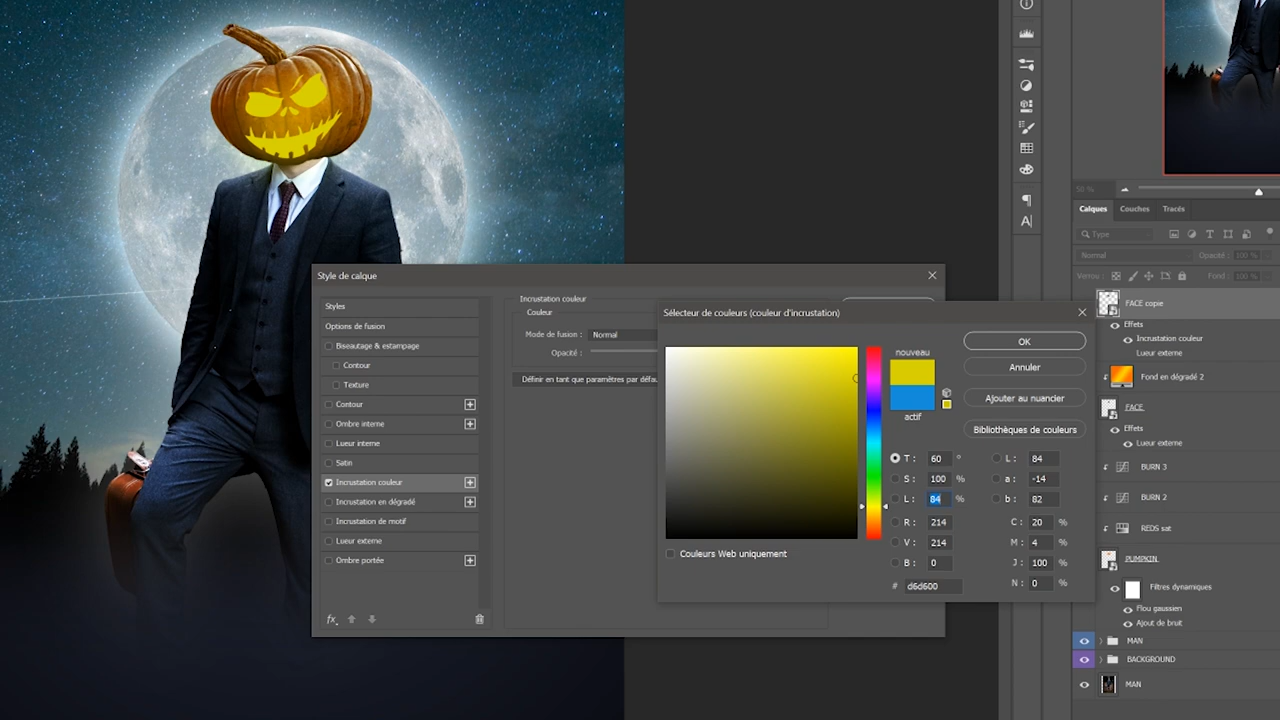 Style de calque
Styles
Options de fusion
Biseautage & estampage
Contour
Texture
Contour
Ombre interne
Lueur interne
Satin
Incrustation couleur
Incrustation en dégradé
Incrustation de motif
Lueur externe
Ombre portée
fx
Incrustation couleur
Couleur
Mode de fusion : Normal
Opacité :
Définir en tant que paramètres par défa
Sélecteur de couleurs (couleur d'incrustation)
nouveau
actif
OK
Annuler
Ajouter au nuancier
Bibliothèques de couleurs
T : 60 ° L : 84
S : 100 % a : -14
L : 84 % b : 82
R : 214 C : 20 %
V : 214 M : 4 %
B : 0 J : 100 %
# d6d600 N : 0 %
Couleurs Web uniquement
50 %
Calques Couches Tracés
Type
Normal Opacité : 100 %
Verrou : Fond : 100 %
FACE copie
Effets
Incrustation couleur
Lueur externe
Fond en dégradé 2
FACE
Effets
Lueur externe
BURN 3
BURN 2
REDS sat
PUMPKIN
Filtres dynamiques
Flou gaussien
Ajout de bruit
MAN
BACKGROUND
MAN